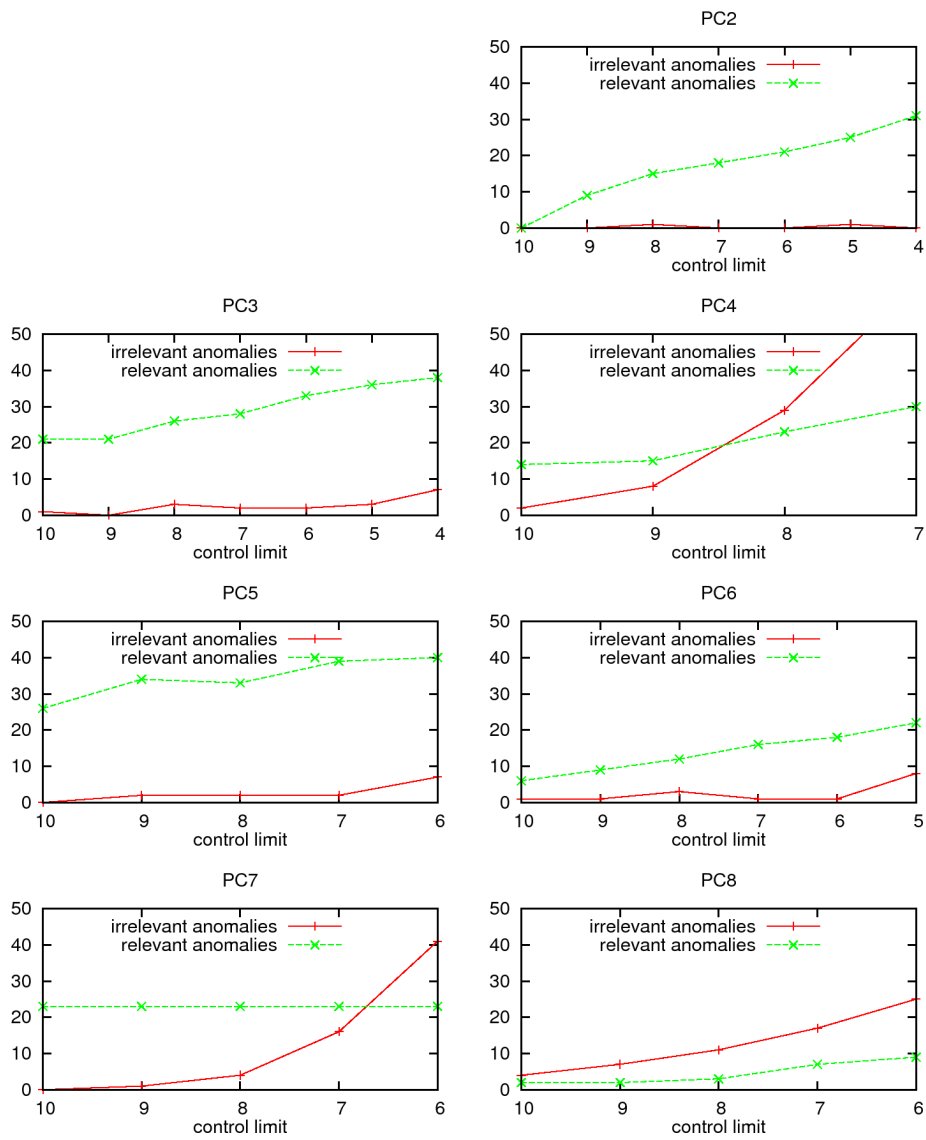 PC2
50
40
30
20
10
0
irrelevant anomalies
relevant anomalies
10 9 8 7 6 5 4
control limit
PC3
50
40
30
20
10
0
irrelevant anomalies
relevant anomalies
10 9 8 7 6 5 4
control limit
PC4
50
40
30
20
10
0
irrelevant anomalies
relevant anomalies
10 9 8 7
control limit
PC5
50
40
30
20
10
0
irrelevant anomalies
relevant anomalies
10 9 8 7 6
control limit
PC6
50
40
30
20
10
0
irrelevant anomalies
relevant anomalies
10 9 8 7 6 5
control limit
PC7
50
40
30
20
10
0
irrelevant anomalies
relevant anomalies
10 9 8 7 6
control limit
PC8
50
40
30
20
10
0
irrelevant anomalies
relevant anomalies
10 9 8 7 6
control limit